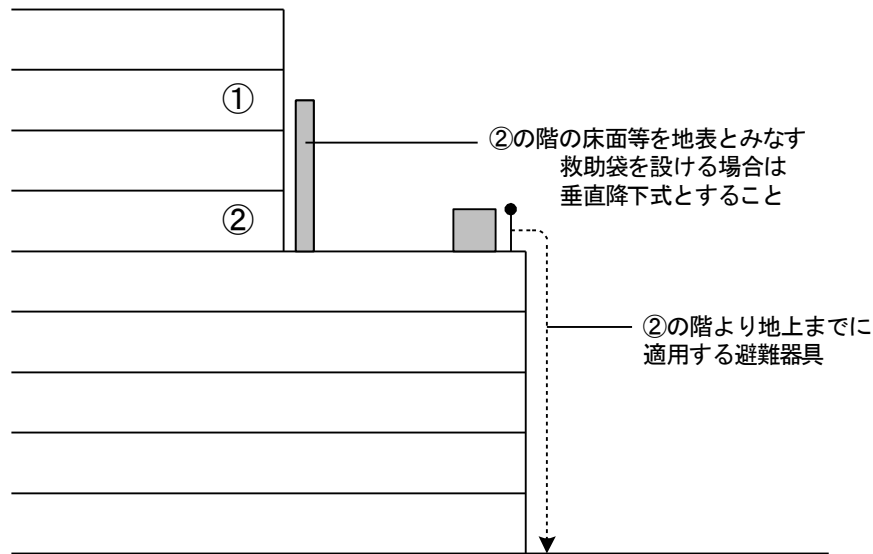 ①
②の階の床面等を地表とみなす
救助袋を設ける場合は
垂直降下式とすること
②
②の階より地上までに
適用する避難器具